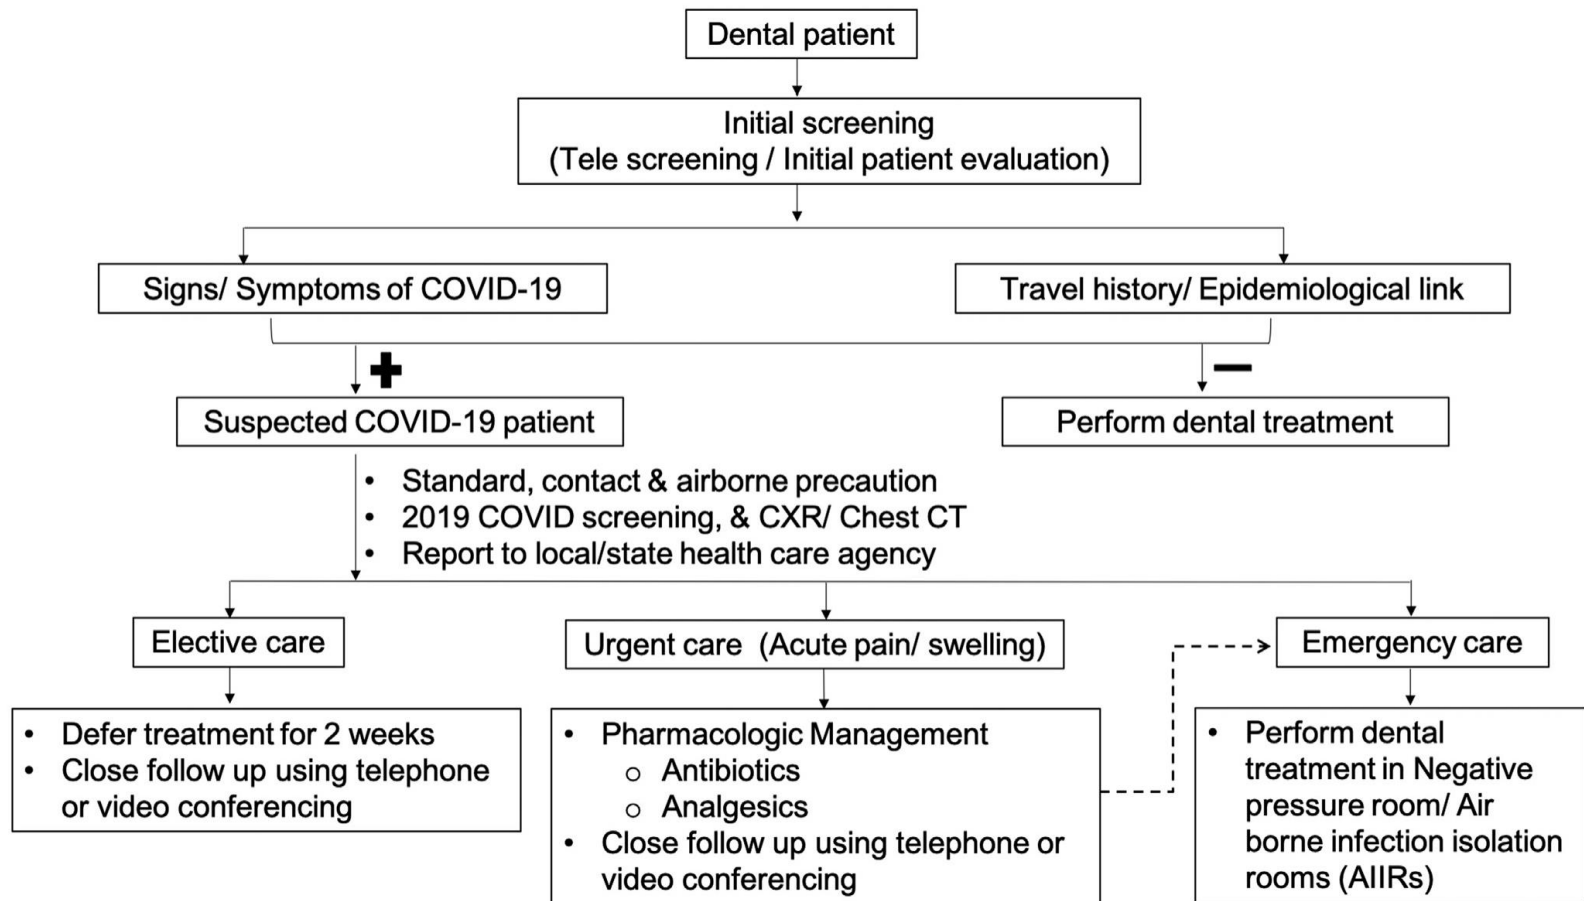 Dental patient
Initial screening
(Tele screening / Initial patient evaluation)
Signs/ Symptoms of COVID-19
Travel history/ Epidemiological link
+
−
Suspected COVID-19 patient
Perform dental treatment
• Standard, contact & airborne precaution
• 2019 COVID screening, & CXR/ Chest CT
• Report to local/state health care agency
Elective care
Urgent care (Acute pain/ swelling)
Emergency care
• Defer treatment for 2 weeks
• Close follow up using telephone
or video conferencing
• Pharmacologic Management
o Antibiotics
o Analgesics
• Close follow up using telephone or
video conferencing
• Perform dental
treatment in Negative
pressure room/ Air
borne infection isolation
rooms (AIIRs)